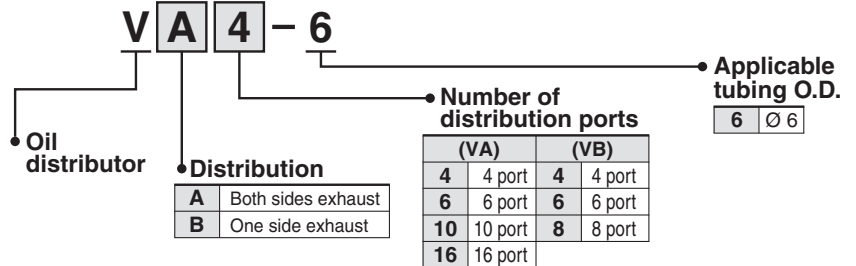 VA4-6
Applicable
tubing O.D.
6 Ø 6
Number of
distribution ports
(VA) (VB)
4 4 port 4 4 port
6 6 port 6 6 port
10 10 port 8 8 port
16 16 port
Oil
distributor
Distribution
A Both sides exhaust
B One side exhaust